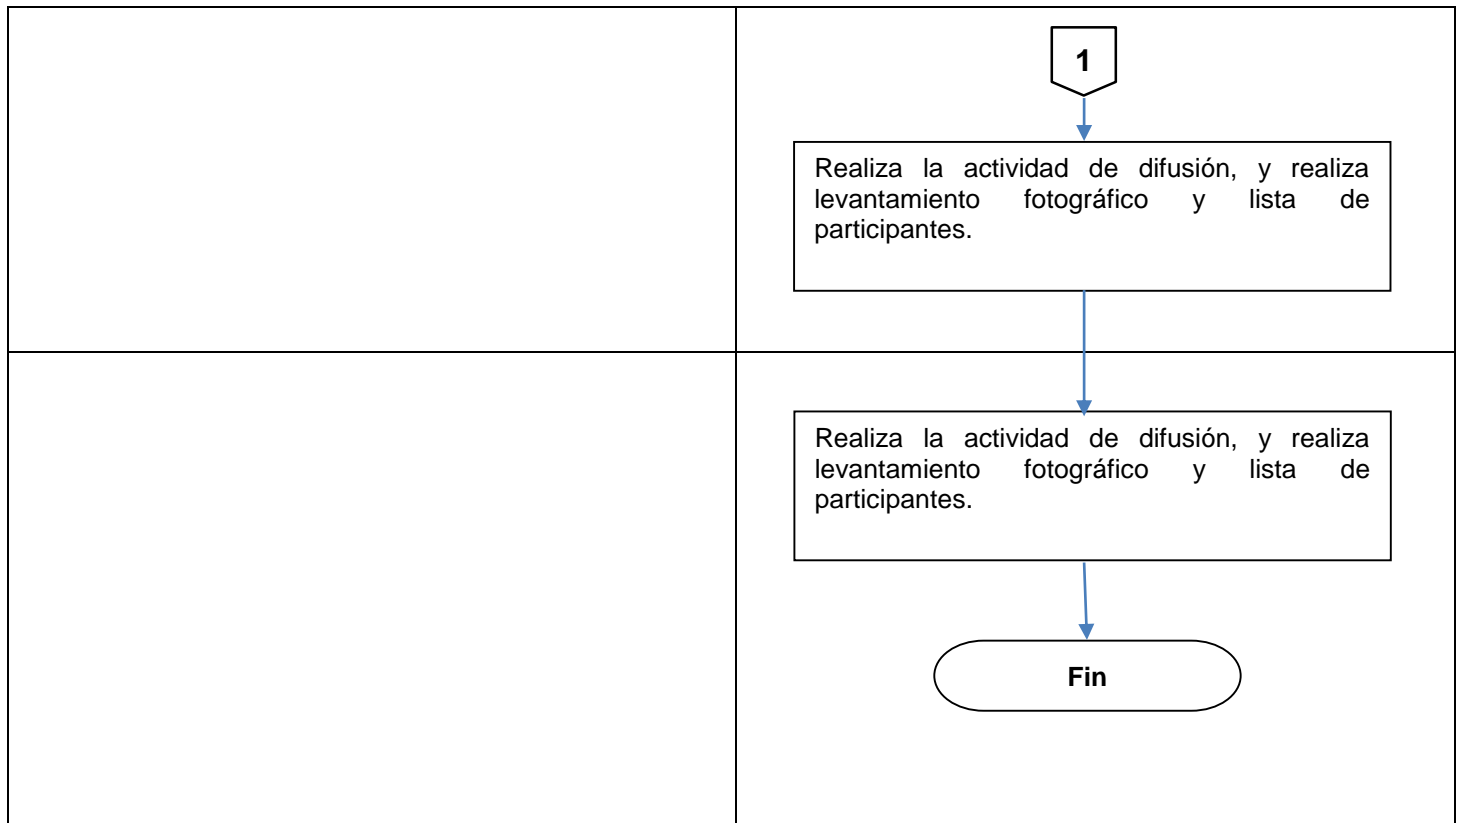 1
Realiza la actividad de difusión, y realiza
levantamiento fotográfico y lista de
participantes.
Realiza la actividad de difusión, y realiza
levantamiento fotográfico y lista de
participantes.
Fin